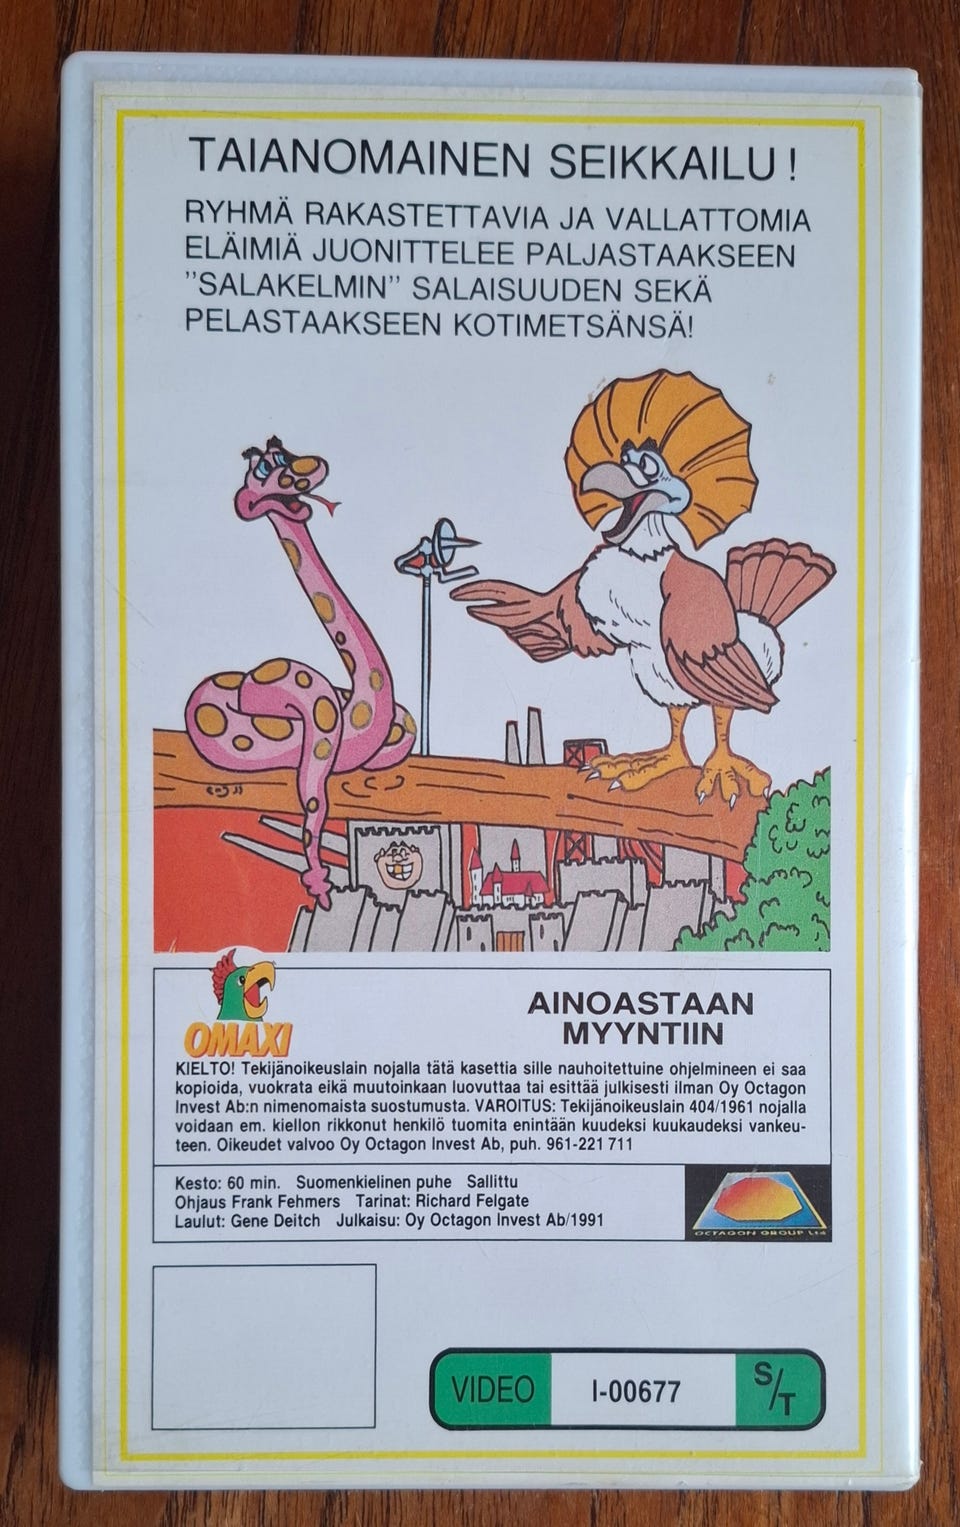 TAIANOMAINEN SEIKKAILU !
RYHMÄ RAKASTETTAVIA JA VALLATTOMIA
ELÄIMIÄ JUONITTELEE PALJASTAAKSEEN
”SALAKELMIN” SALAISUUDEN SEKÄ
PELASTAAKSEEN KOTIMETSÄNSÄ!
OMAXI
AINOASTAAN
MYYNTIIN
KIELTO! Tekijänoikeuslain nojalla tätä kasettia sille nauhoitettuine ohjelmineen ei saa
kopioida, vuokrata eikä muutoinkaan luovuttaa tai esittää julkisesti ilman Oy Octagon
Invest Ab:n nimenomaista suostumusta. VAROITUS: Tekijänoikeuslain 404/1961 nojalla
voidaan em. kiellon rikkonut henkilö tuomita enintään kuudeksi kuukaudeksi vankeu-
teen. Oikeudet valvoo Oy Octagon Invest Ab, puh. 961-221 711
Kesto: 60 min. Suomenkielinen puhe Sallittu
Ohjaus Frank Fehmers Tarinat: Richard Felgate
Laulut: Gene Deitch Julkaisu: Oy Octagon Invest Ab/1991
OCTAGON GROUP Ltd
VIDEO I-00677 S/T